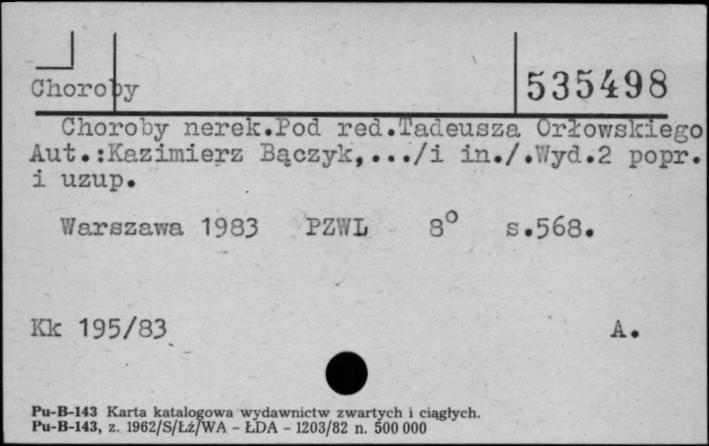 Choroby
535498
Choroby nerek.Pod red.Tadeusza Orłowskiego
Aut.:Kazimierz Bączyk,.../i in./.Wyd.2 popr.
i uzup.
Warszawa 1983 PZWL 8° s.568.
Kk 195/83 A.
Pu-B-143 Karta katalogowa wydawnictw zwartych i ciągłych.
Pu-B-143, z. 1962/S/Łź/WA - ŁDA - 1203/82 n. 500 000